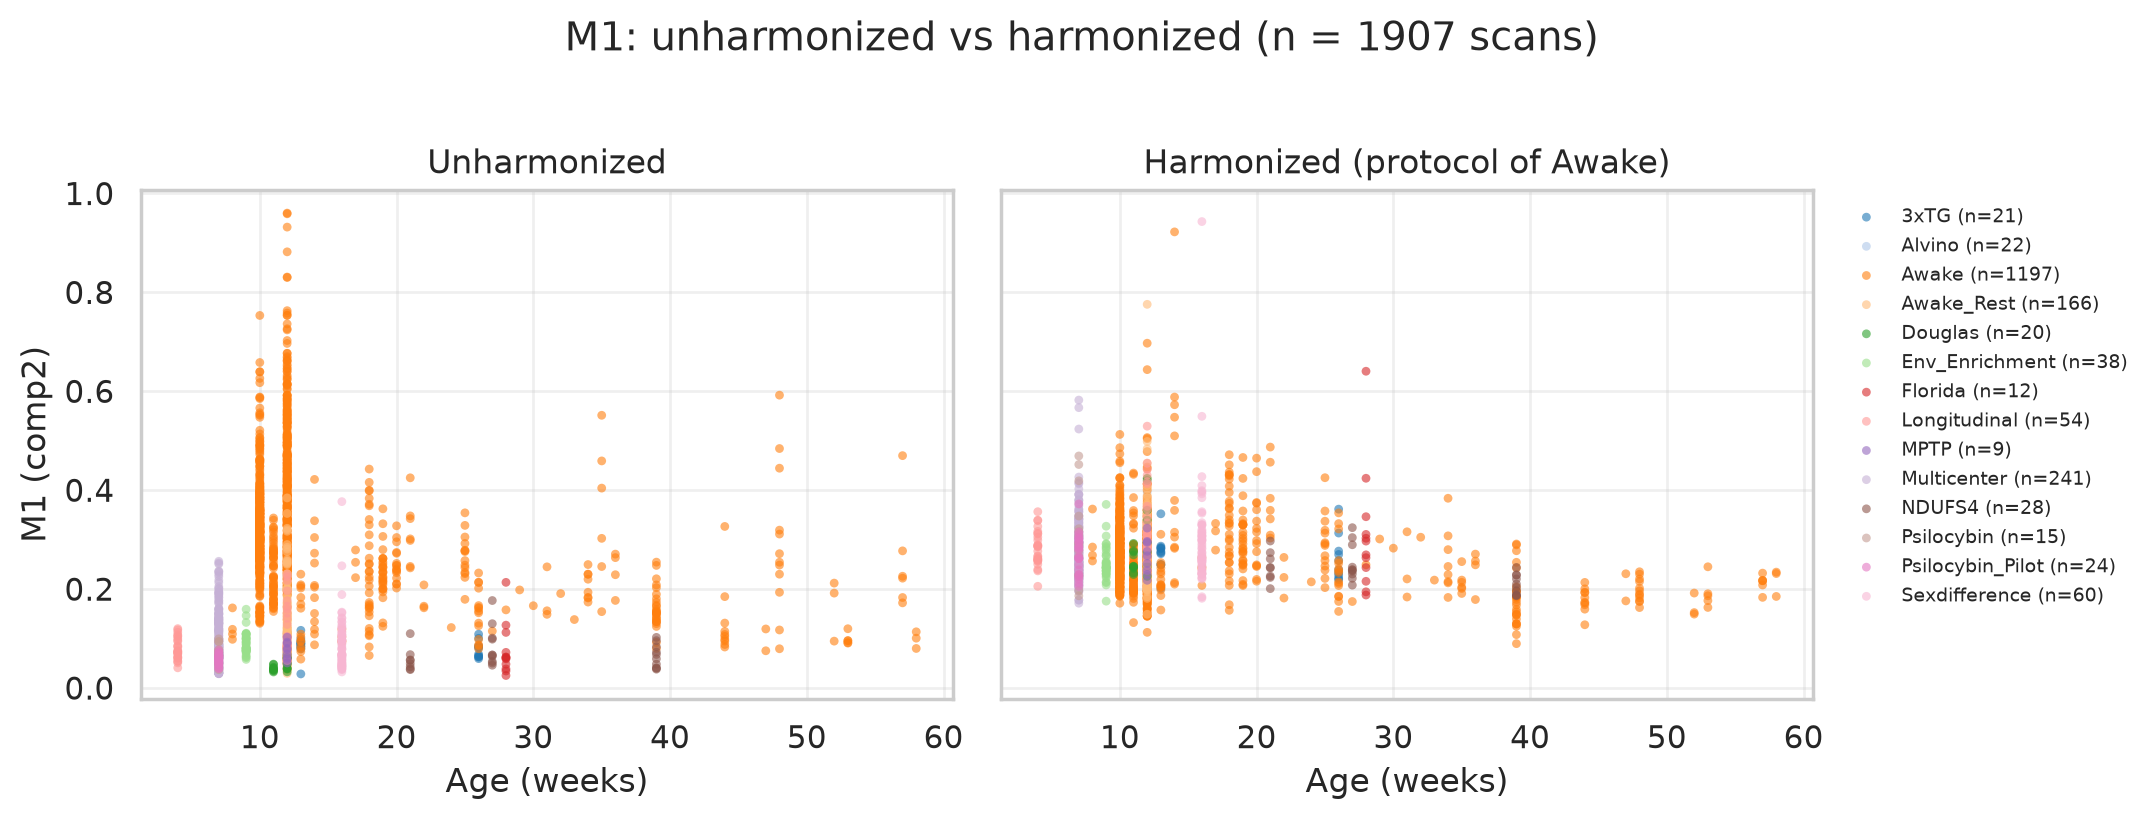 M1: unharmonized vs harmonized (n = 1907 scans)
Unharmonized
Harmonized (protocol of Awake)
M1 (comp2)
1.0
0.8
0.6
0.4
0.2
0.0
10 20 30 40 50 60
10 20 30 40 50 60
Age (weeks)
Age (weeks)
3xTG (n=21)
Alvino (n=22)
Awake (n=1197)
Awake_Rest (n=166)
Douglas (n=20)
Env_Enrichment (n=38)
Florida (n=12)
Longitudinal (n=54)
MPTP (n=9)
Multicenter (n=241)
NDUFS4 (n=28)
Psilocybin (n=15)
Psilocybin_Pilot (n=24)
Sexdifference (n=60)